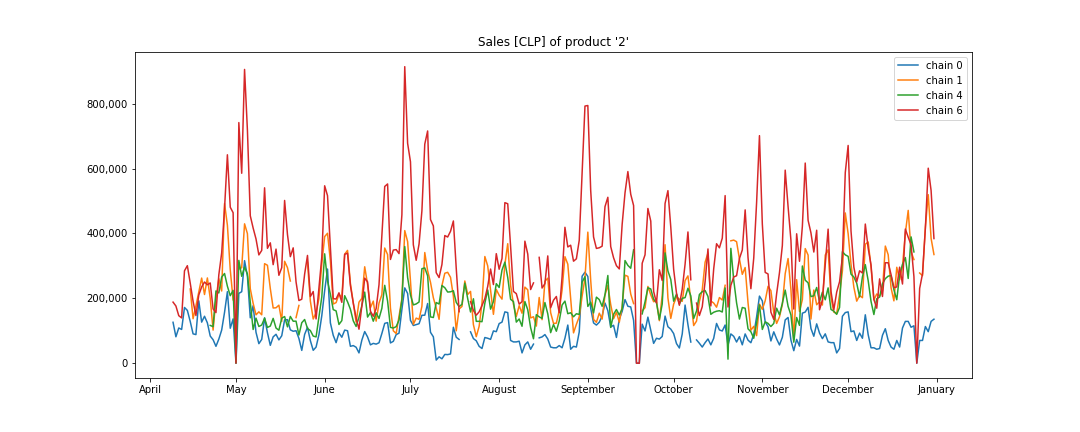 Sales [CLP] of product '2'
chain 0
chain 1
chain 4
chain 6
800,000
600,000
400,000
200,000
0
April May June July August September October November December January